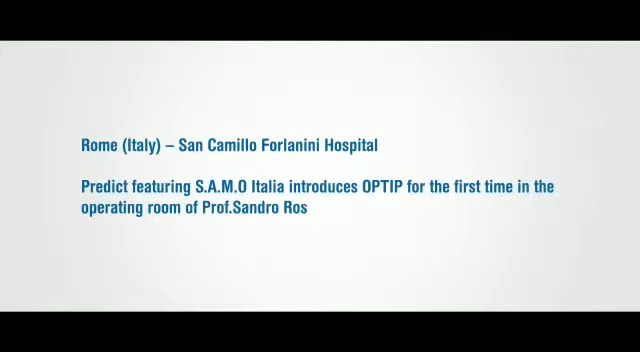 Rome (Italy) – San Camillo Forlanini Hospital
Predict featuring S.A.M.O Italia introduces OPTIP for the first time in the
operating room of Prof.Sandro Ros